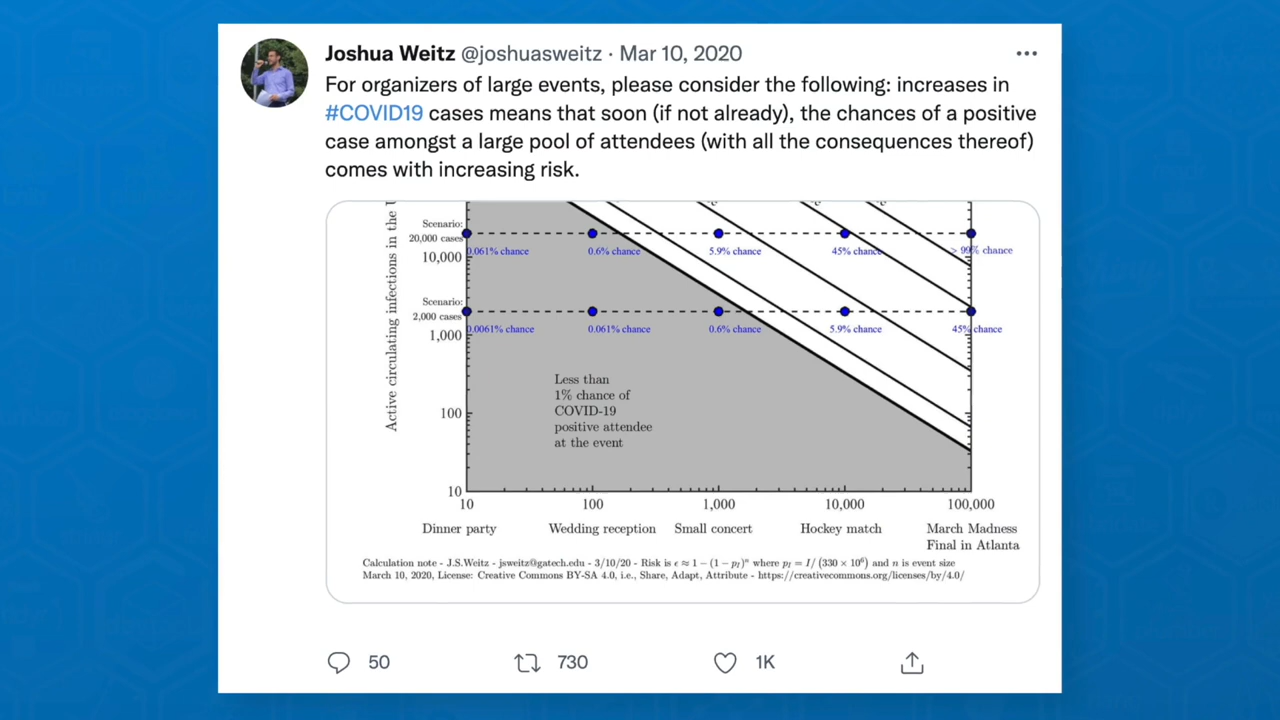 Joshua Weitz @joshuasweitz · Mar 10, 2020
For organizers of large events, please consider the following: increases in
#COVID19 cases means that soon (if not already), the chances of a positive
case amongst a large pool of attendees (with all the consequences thereof)
comes with increasing risk.
Active circulating infections in the
Scenario:
20,000 cases
0.061% chance 0.6% chance 5.9% chance 45% chance > 99% chance
10,000
Scenario:
2,000 cases
0.0061% chance 0.061% chance 0.6% chance 5.9% chance 45% chance
1,000
Less than
1% chance of
COVID-19
positive attendee
at the event
100
10
10 100 1,000 10,000 100,000
Dinner party Wedding reception Small concert Hockey match March Madness
Final in Atlanta
Calculation note - J.S.Weitz - jsweitz@gatech.edu - 3/10/20 - Risk is ϵ ≈ 1 − (1 − pI)ⁿ where pI = I/ (330 × 10⁶) and n is event size
March 10, 2020, License: Creative Commons BY-SA 4.0, i.e., Share, Adapt, Attribute - https://creativecommons.org/licenses/by/4.0/
50 730 1K